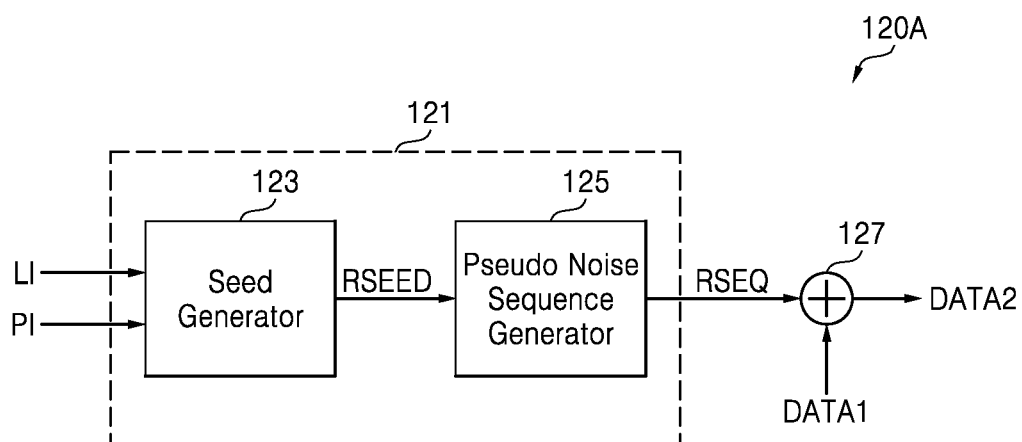 120A
121
123
125
127
LI
PI
Seed
Generator
RSEED
Pseudo Noise
Sequence
Generator
RSEQ
DATA2
DATA1